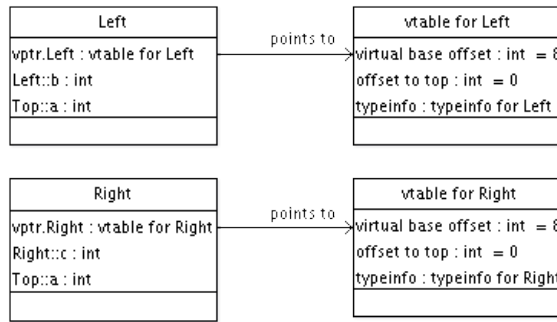 Left
vptr.Left : vtable for Left
Left::b : int
Top::a : int
points to
vtable for Left
virtual base offset : int = 8
offset to top : int = 0
typeinfo : typeinfo for Left
Right
vptr.Right : vtable for Right
Right::c : int
Top::a : int
points to
vtable for Right
virtual base offset : int = 8
offset to top : int = 0
typeinfo : typeinfo for Right